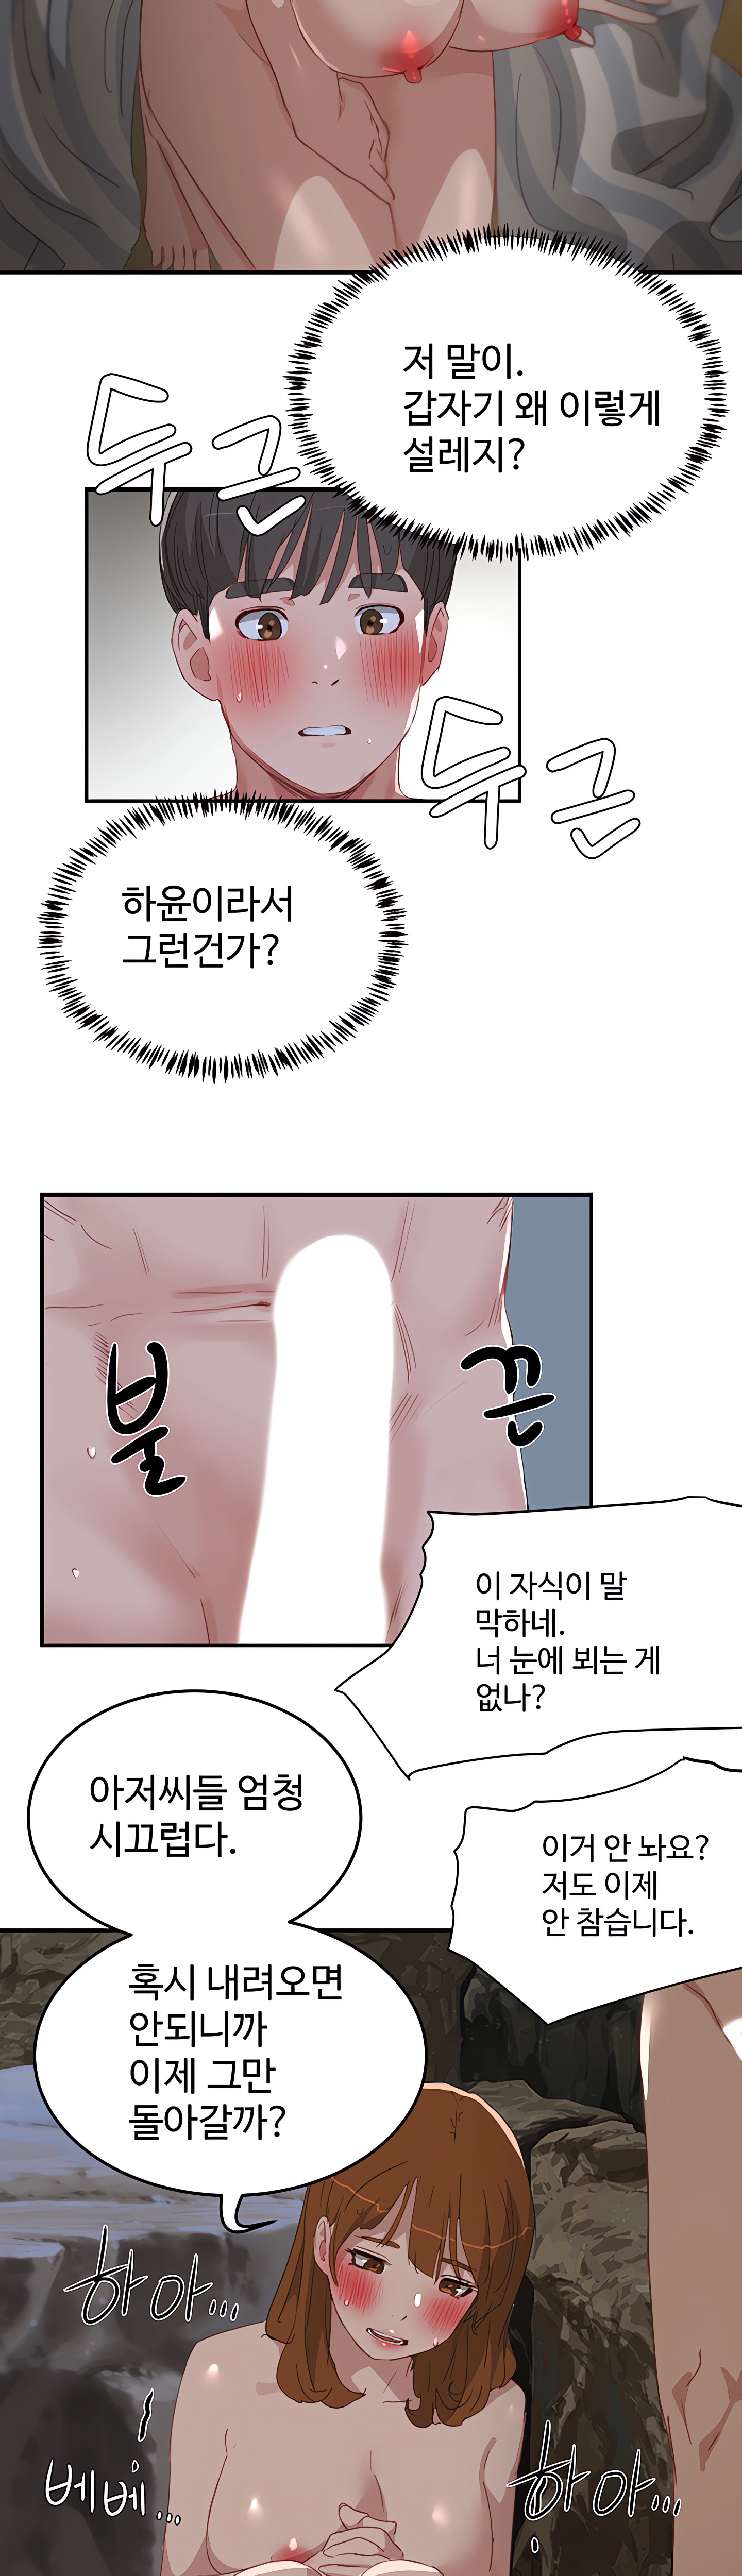 저 말이.
갑자기 왜 이렇게
설레지?
두근
두근
하윤이라서
그런건가?
불끈
이 자식이 말
막하네.
너 눈에 뵈는 게
없나?
아저씨들 엄청
시끄럽다.
이거 안 놔요?
저도 이제
안 참습니다.
혹시 내려오면
안되니까
이제 그만
돌아갈까?
하아...
베베...
하아...